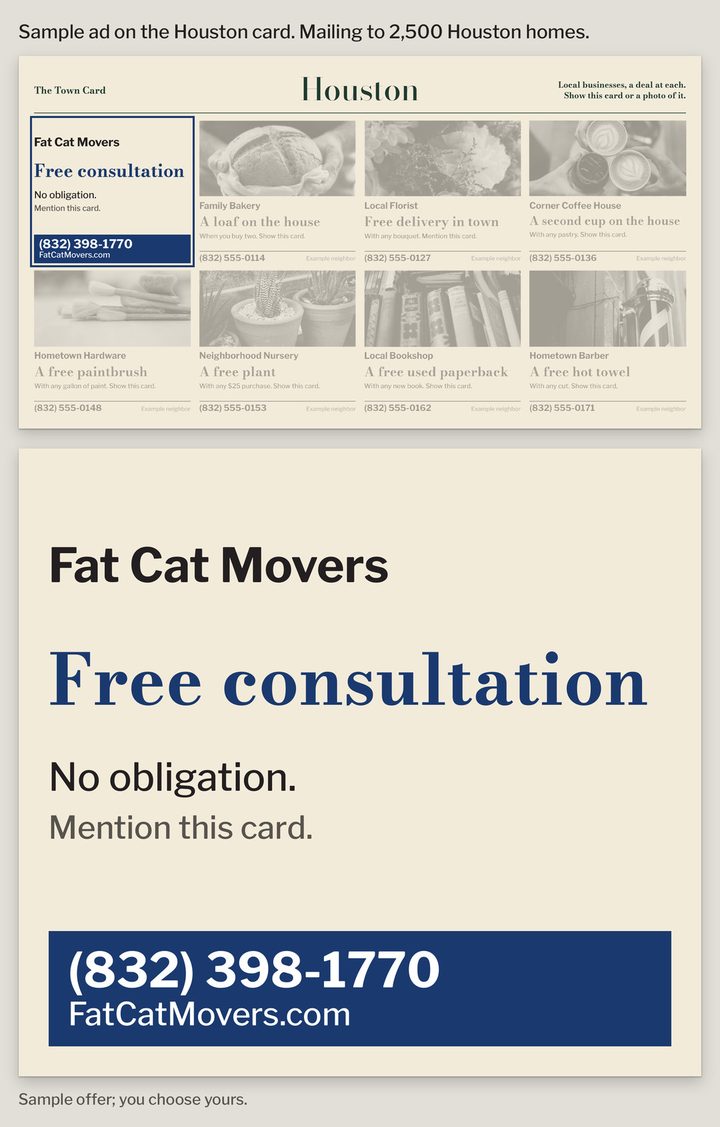 Sample ad on the Houston card. Mailing to 2,500 Houston homes.
The Town Card
Houston
Local businesses, a deal at each.
Show this card or a photo of it.
Fat Cat Movers
Free consultation
No obligation.
Mention this card.
(832) 398-1770
FatCatMovers.com
Family Bakery
A loaf on the house
When you buy two. Show this card.
(832) 555-0114
Example neighbor
Local Florist
Free delivery in town
With any bouquet. Mention this card.
(832) 555-0127
Example neighbor
Corner Coffee House
A second cup on the house
With any pastry. Show this card.
(832) 555-0136
Example neighbor
Hometown Hardware
A free paintbrush
With any gallon of paint. Show this card.
(832) 555-0148
Example neighbor
Neighborhood Nursery
A free plant
With any $25 purchase. Show this card.
(832) 555-0153
Example neighbor
Local Bookshop
A free used paperback
With any new book. Show this card.
(832) 555-0162
Example neighbor
Hometown Barber
A free hot towel
With any cut. Show this card.
(832) 555-0171
Example neighbor
Fat Cat Movers
Free consultation
No obligation.
Mention this card.
(832) 398-1770
FatCatMovers.com
Sample offer; you choose yours.